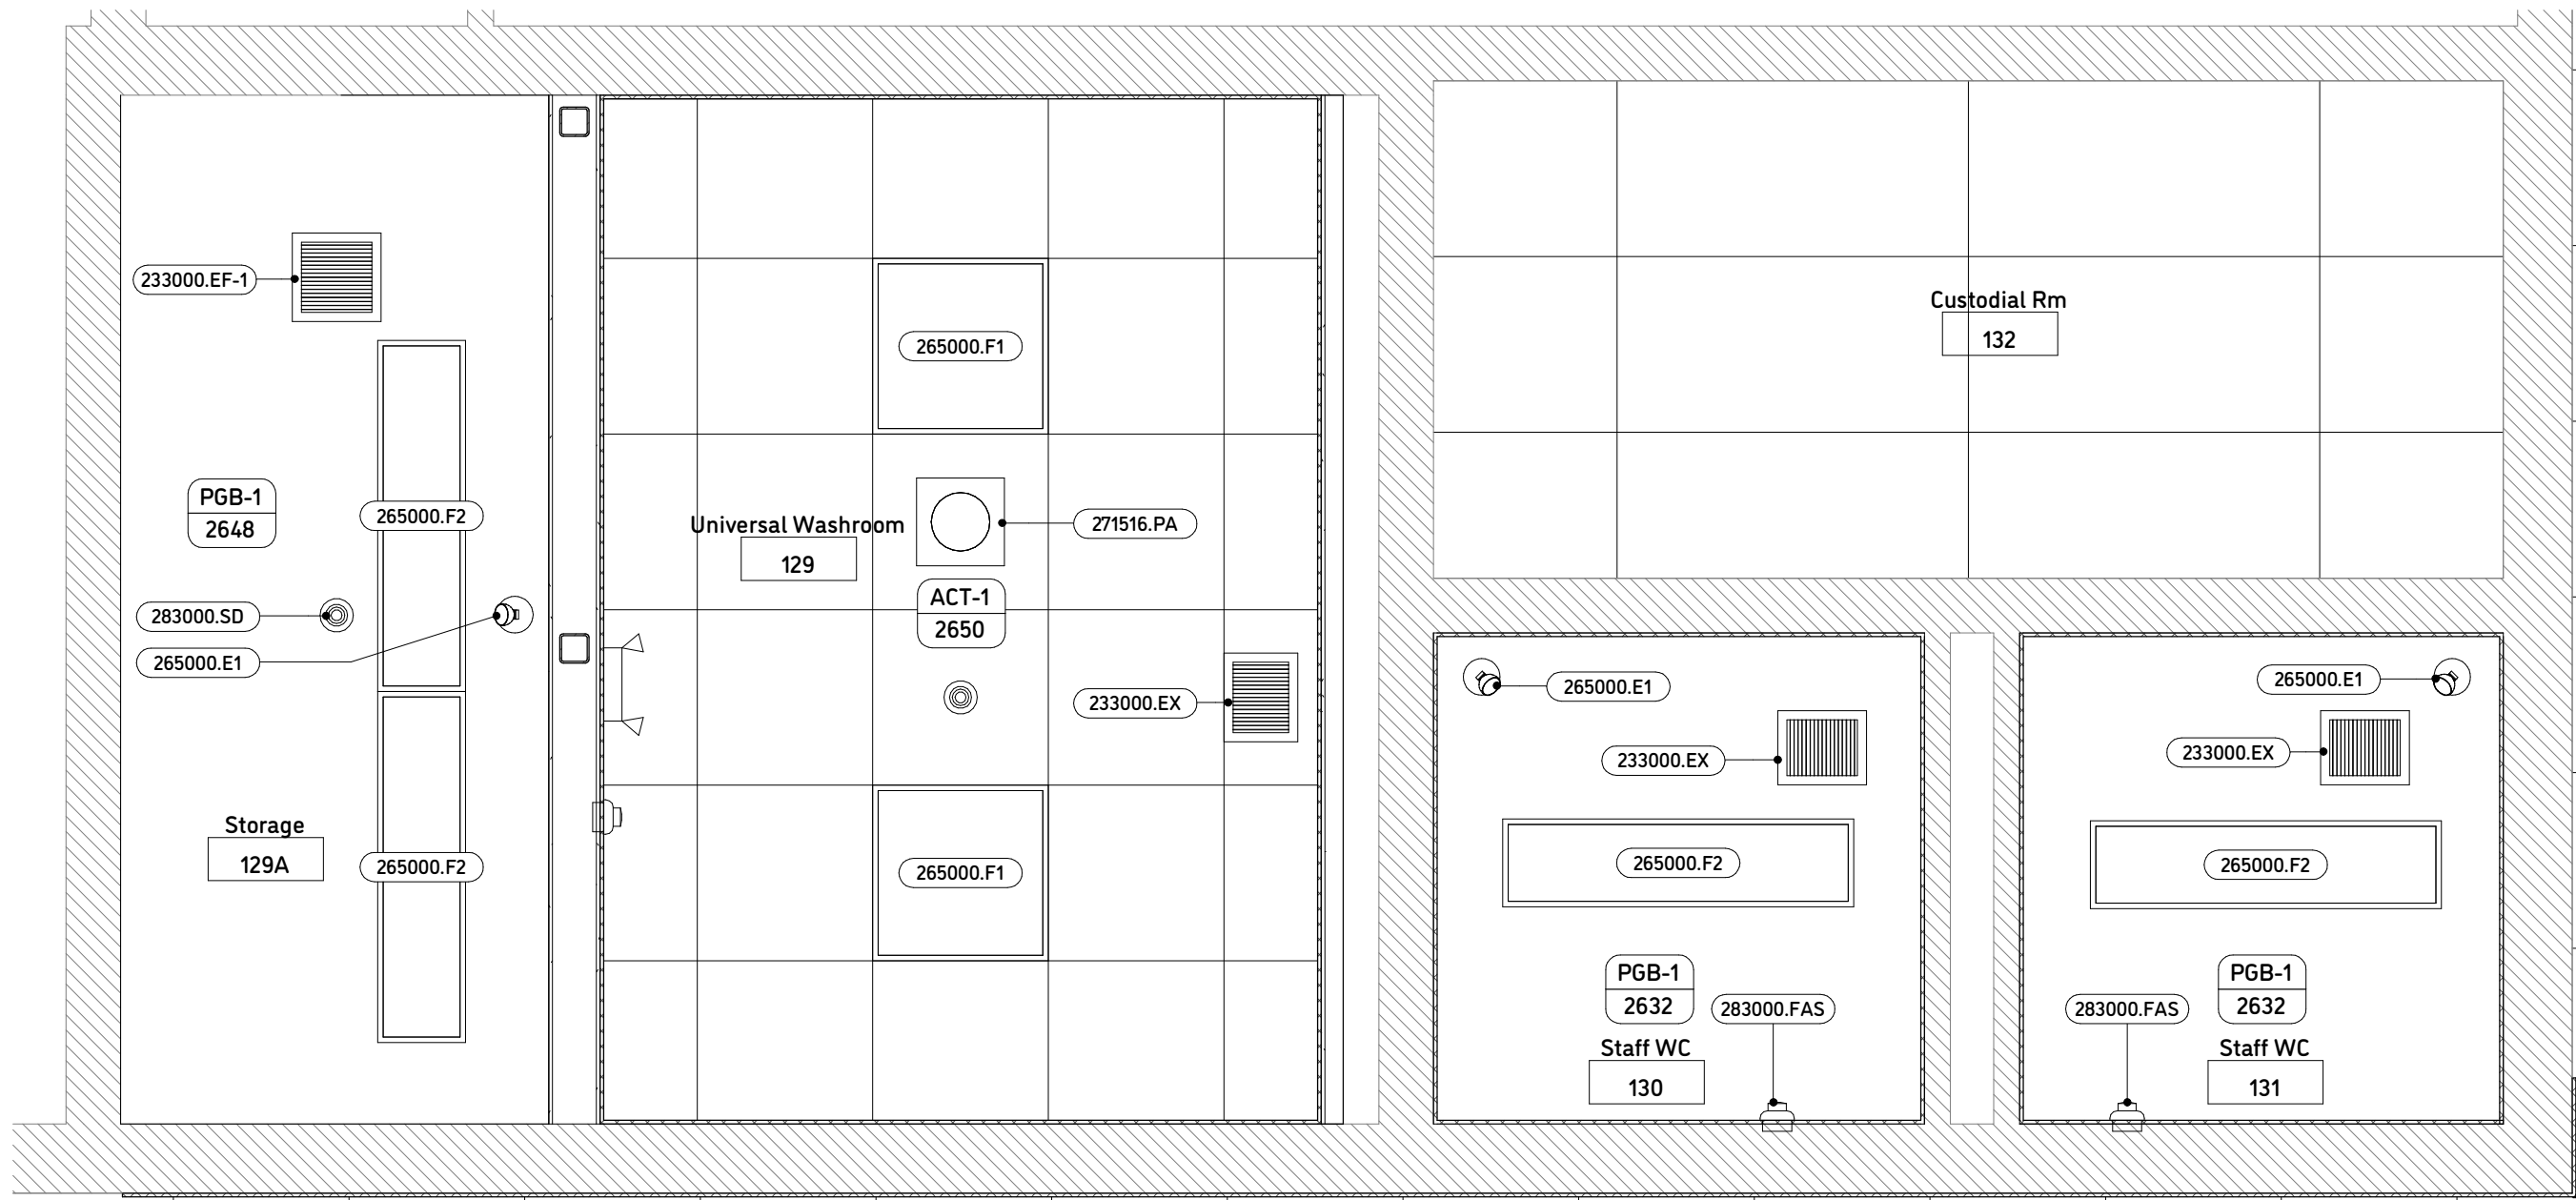 233000.EF-1
PGB-1
2648
265000.F2
283000.SD
265000.E1
Storage
129A
265000.F2
265000.F1
Universal Washroom
129
271516.PA
ACT-1
2650
233000.EX
265000.F1
Custodial Rm
132
265000.E1
233000.EX
265000.F2
PGB-1
2632
283000.FAS
Staff WC
130
265000.E1
233000.EX
265000.F2
283000.FAS
PGB-1
2632
Staff WC
131